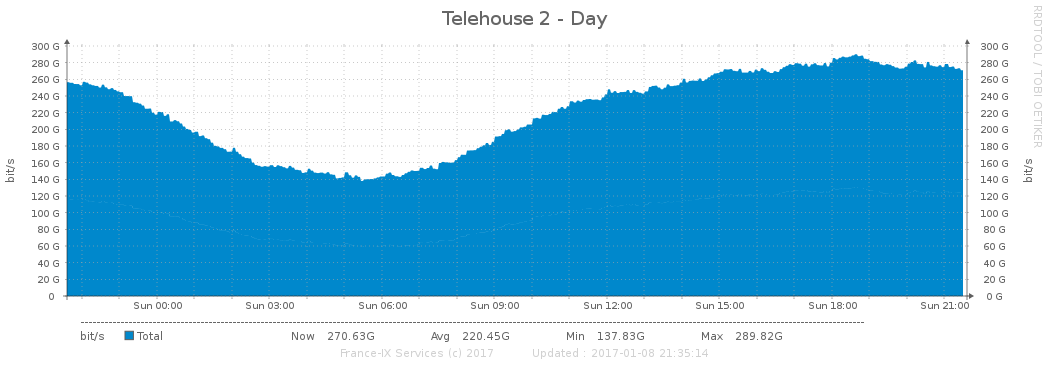 Telehouse 2 - Day
RRDTOOL / TOBI OETIKER
bit/s
300 G
280 G
260 G
240 G
220 G
200 G
180 G
160 G
140 G
120 G
100 G
80 G
60 G
40 G
20 G
0
300 G
280 G
260 G
240 G
220 G
200 G
180 G
160 G
140 G
120 G
100 G
80 G
60 G
40 G
20 G
0 G
bit/s
Sun 00:00 Sun 03:00 Sun 06:00 Sun 09:00 Sun 12:00 Sun 15:00 Sun 18:00 Sun 21:00
bit/s Total Now 270.63G Avg 220.45G Min 137.83G Max 289.82G
France-IX Services (c) 2017 Updated : 2017-01-08 21:35:14